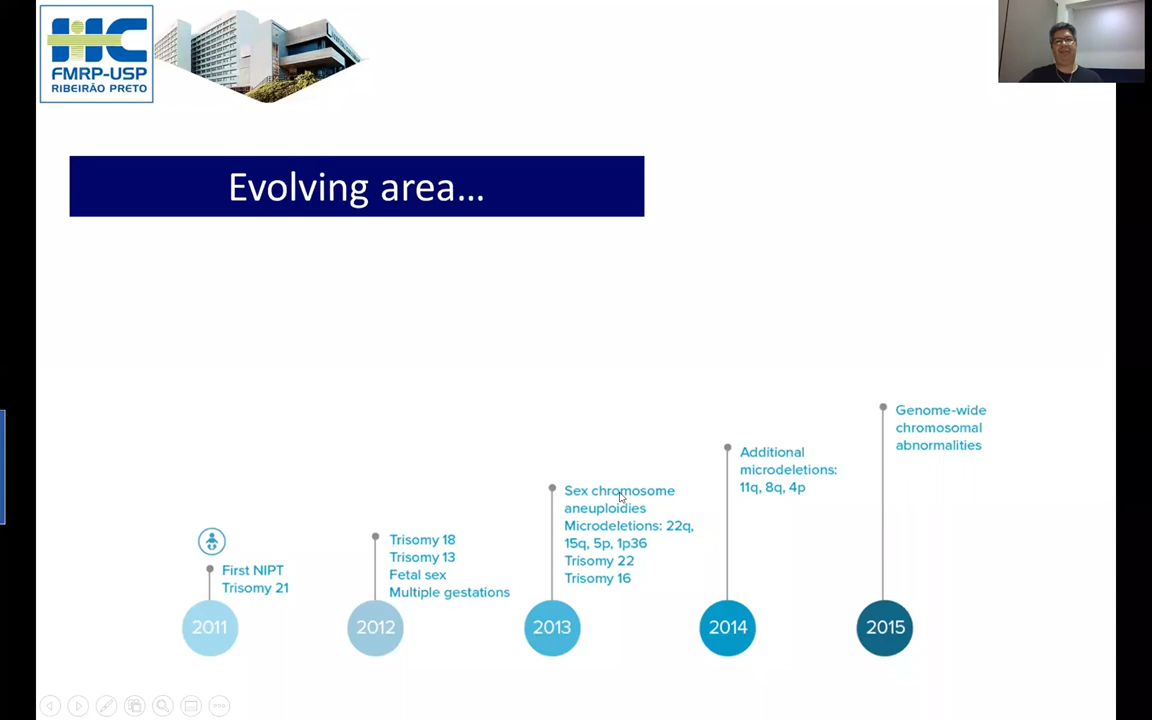 HC
FMRP-USP
RIBEIRÃO PRETO
Evolving area...
First NIPT
Trisomy 21
2011
Trisomy 18
Trisomy 13
Fetal sex
Multiple gestations
2012
Sex chromosome
aneuploidies
Microdeletions: 22q,
15q, 5p, 1p36
Trisomy 22
Trisomy 16
2013
Additional
microdeletions:
11q, 8q, 4p
2014
Genome-wide
chromosomal
abnormalities
2015